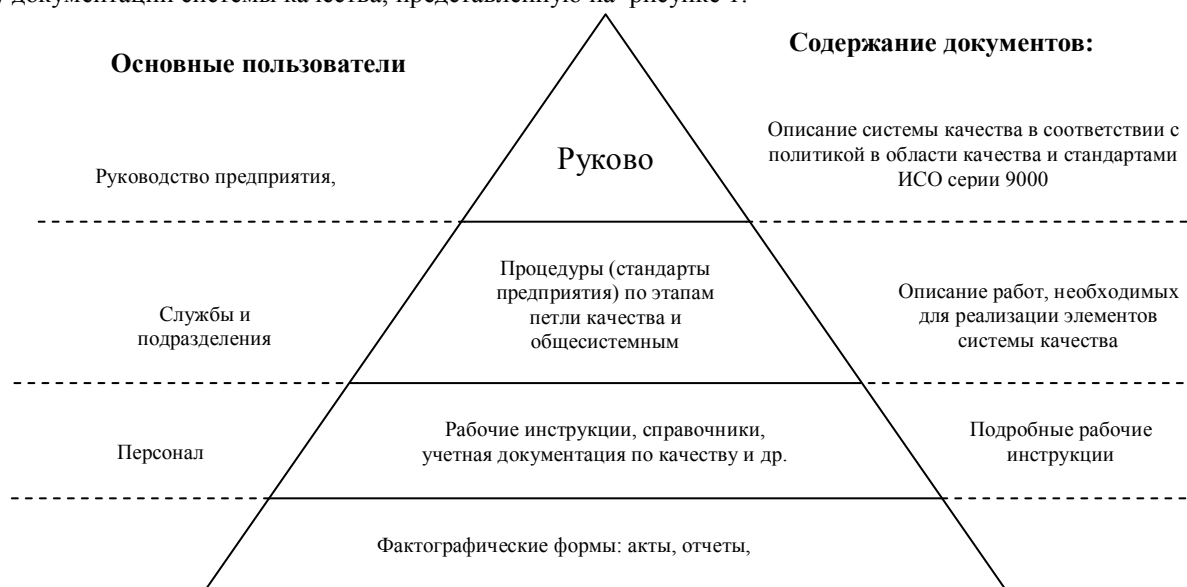 документации системы качества, представленную на рисунке 1.
Основные пользователи
Содержание документов:
Руководство предприятия,
Руково
Описание системы качества в соответствии с
политикой в области качества и стандартами
ИСО серии 9000
Службы и
подразделения
Процедуры (стандарты
предприятия) по этапам
петли качества и
общесистемным
Описание работ, необходимых
для реализации элементов
системы качества
Персонал
Рабочие инструкции, справочники,
учетная документация по качеству и др.
Подробные рабочие
инструкции
Фактографические формы: акты, отчеты,